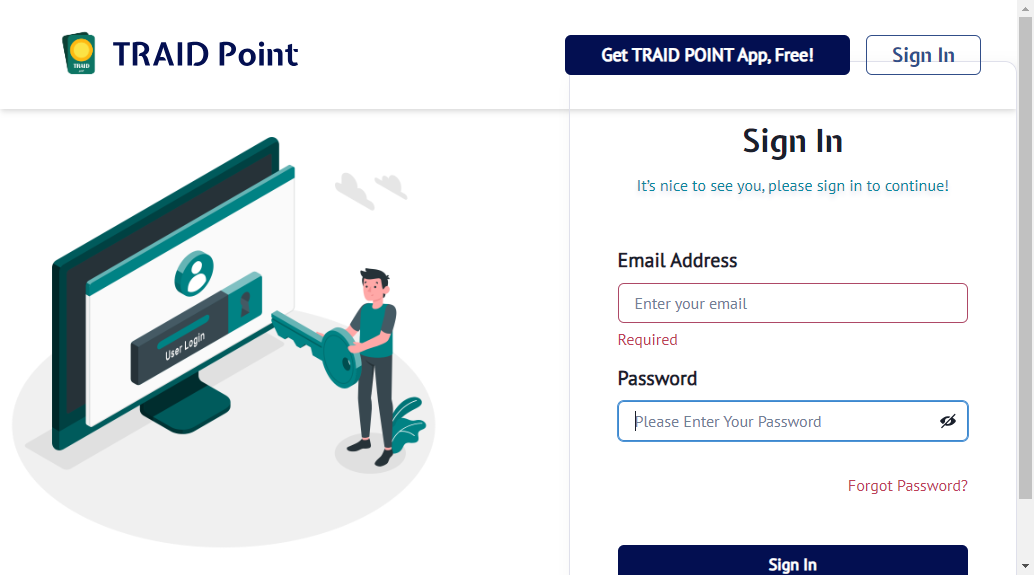 TRAID
TRAID Point
Get TRAID POINT App, Free!
Sign In
Sign In
It's nice to see you, please sign in to continue!
User Login
Email Address
Enter your email
Required
Password
Please Enter Your Password
Forgot Password?
Sign In